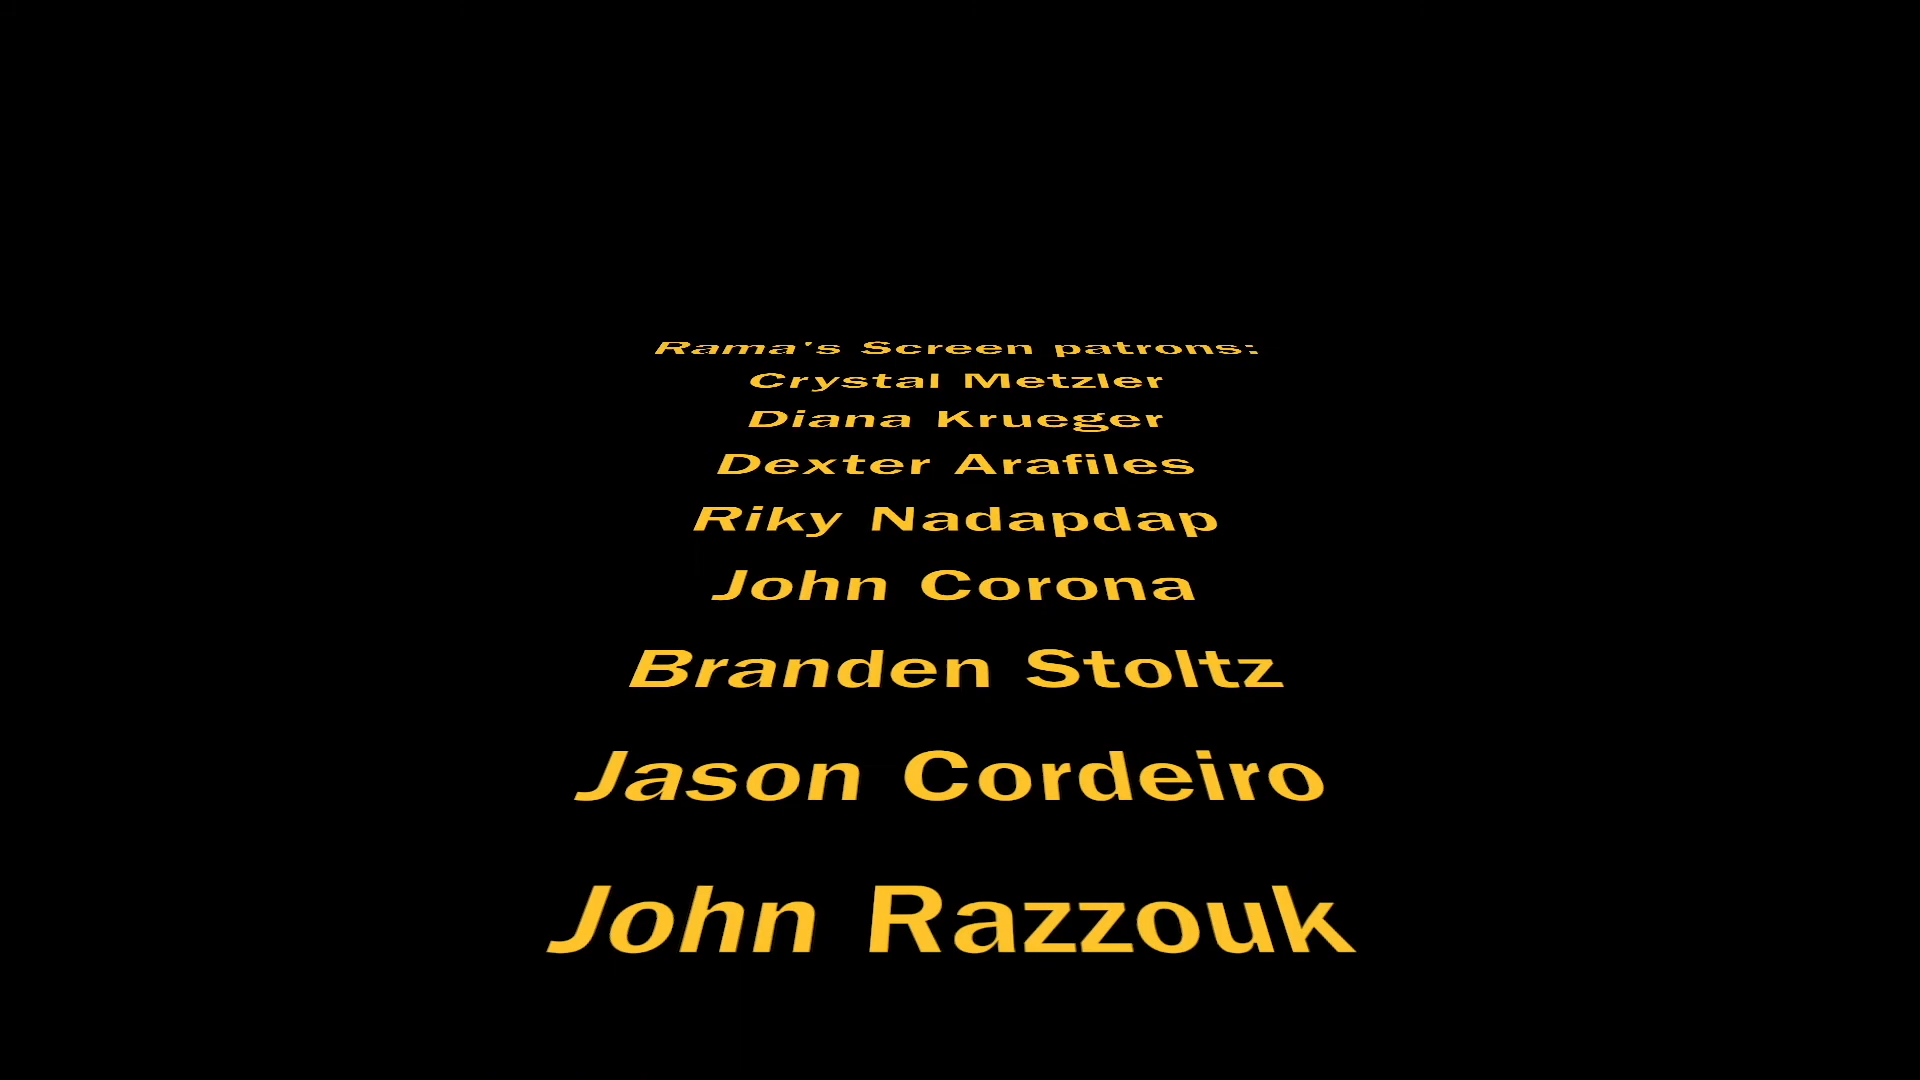 Rama's Screen patrons:
Crystal Metzler
Diana Krueger
Dexter Arafiles
Riky Nadapdap
John Corona
Branden Stoltz
Jason Cordeiro
John Razzouk